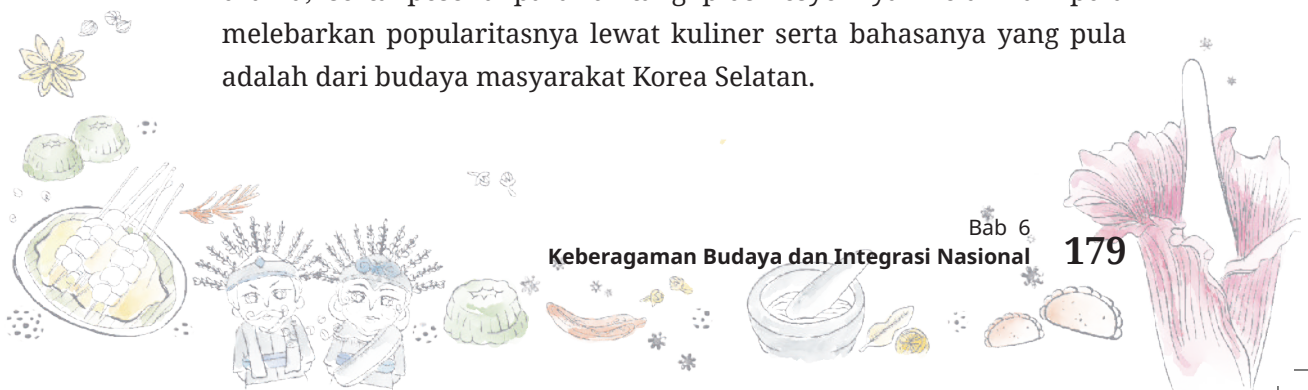 melebarkan popularitasnya lewat kuliner serta bahasanya yang pula
adalah dari budaya masyarakat Korea Selatan.
Bab 6
Keberagaman Budaya dan Integrasi Nasional 179